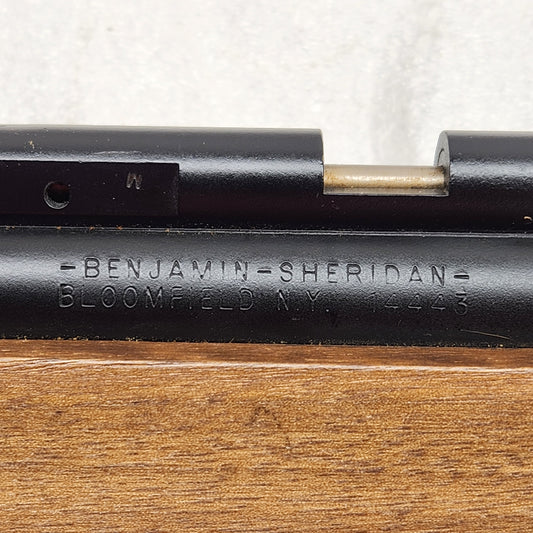 M
-BENJAMIN-SHERIDAN-
BLOOMFIELD N.Y. 14443